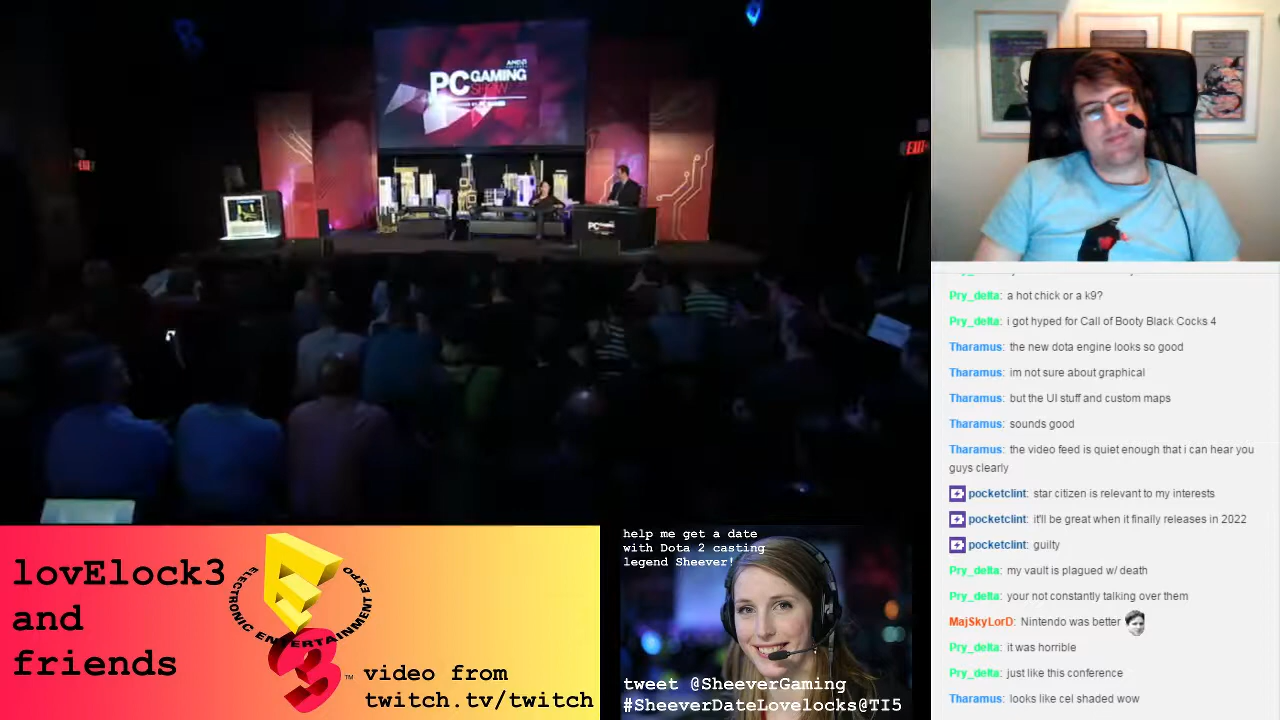 AMD
PC GAMING
SHOW
EXIT
EXIT
PC GAMING
Pry_delta: a hot chick or a k9?
Pry_delta: i got hyped for Call of Booty Black Cocks 4
Tharamus: the new dota engine looks so good
Tharamus: im not sure about graphical
Tharamus: but the UI stuff and custom maps
Tharamus: sounds good
Tharamus: the video feed is quiet enough that i can hear you
guys clearly
pocketclint: star citizen is relevant to my interests
pocketclint: it'll be great when it finally releases in 2022
pocketclint: guilty
Pry_delta: my vault is plagued w/ death
Pry_delta: your not constantly talking over them
MajSkyLorD: Nintendo was better
Pry_delta: it was horrible
Pry_delta: just like this conference
Tharamus: looks like cel shaded wow
lovElock3
and
friends
E3
ELECTRONIC ENTERTAINMENT EXPO
TM
video from
twitch.tv/twitch
help me get a date
with Dota 2 casting
legend Sheever!
tweet @SheeverGaming
#SheeverDateLovelocks@TI5